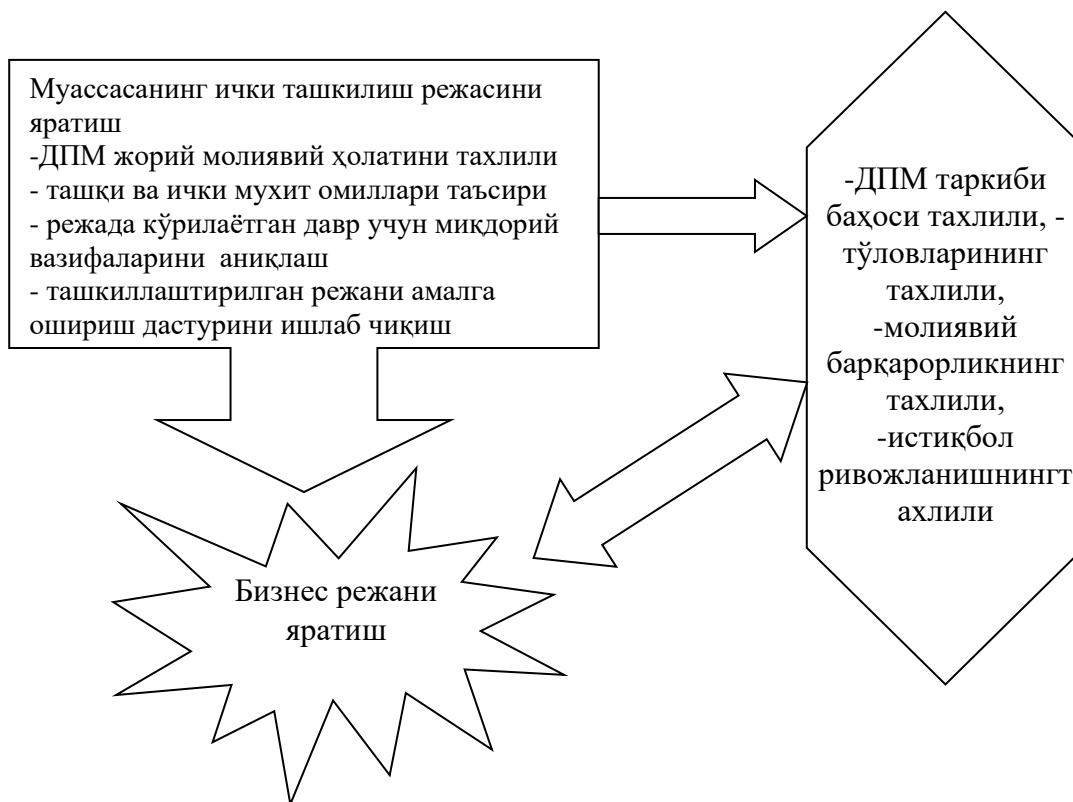 Муассасанинг ички ташкилиш режасини
яратиш
-ДПМ жорий молиявий ҳолатини тахлили
- ташқи ва ички мухит омиллари таъсири
- режада кўрилаётган давр учун миқдорий
вазифаларини аниқлаш
- ташкиллаштирилган режани амалга
ошириш дастурини ишлаб чиқиш
-ДПМ таркиби
баҳоси тахлили, -
тўловларининг
тахлили,
-молиявий
барқарорликнинг
тахлили,
-истиқбол
ривожланишнингт
ахлили
Бизнес режани
яратиш